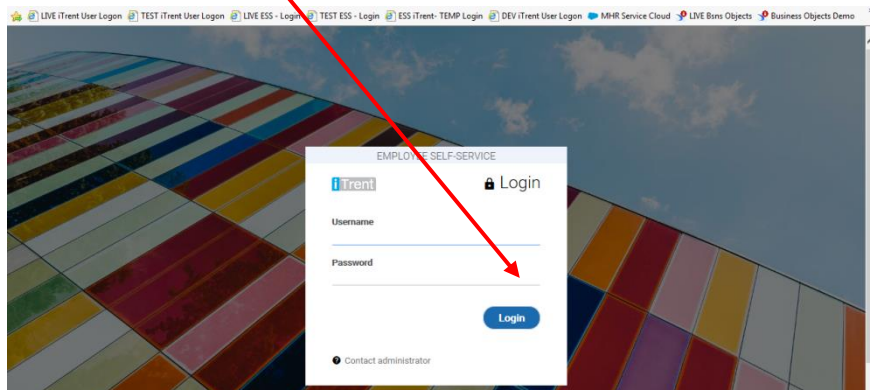 LIVE iTrent User Logon TEST iTrent User Logon LIVE ESS - Login TEST ESS - Login ESS iTrent- TEMP Login DEV iTrent User Logon MHR Service Cloud LIVE Bsns Objects Business Objects Demo
EMPLOYEE SELF-SERVICE
iTrent Login
Username
Password
Login
Contact administrator